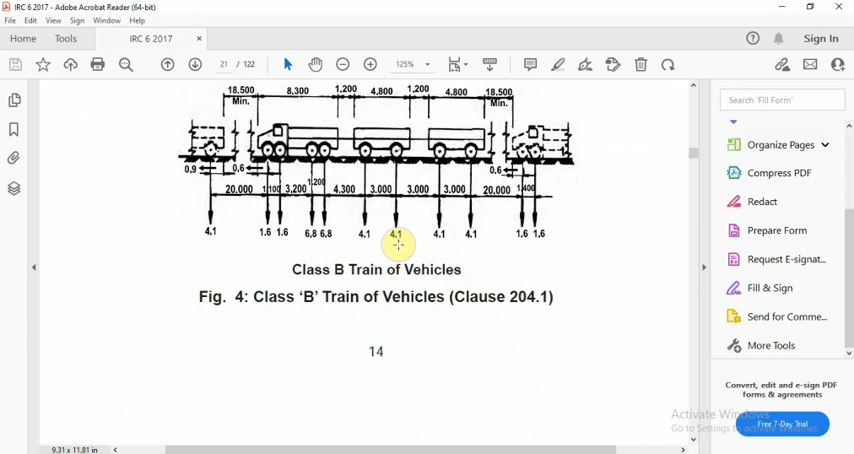 IRC 6 2017 - Adobe Acrobat Reader (64-bit)
File Edit View Sign Window Help
Home Tools IRC 6 2017 × Sign In
21 / 122 125%
18.500 8.300 1,200 4,800 1,200 4,800 18.500
Min. Min.
0,9 0,6 0.6
1.200
20.000 1.100 3.200 4.300 3.000 3.000 3.000 20.000 1.400
4.1 1.6 1.6 6,8 6.8 4.1 4.1 4.1 4.1 1.6 1.6
Class B Train of Vehicles
Fig. 4: Class ‘B’ Train of Vehicles (Clause 204.1)
14
9.31 x 11.81 in
Search 'Fill Form'
Organize Pages
Compress PDF
Redact
Prepare Form
Request E-signat...
Fill & Sign
Send for Comme...
More Tools
Convert, edit and e-sign PDF
forms & agreements
Free 7-Day Trial
Activate Windows
Go to Settings to activate Windows.